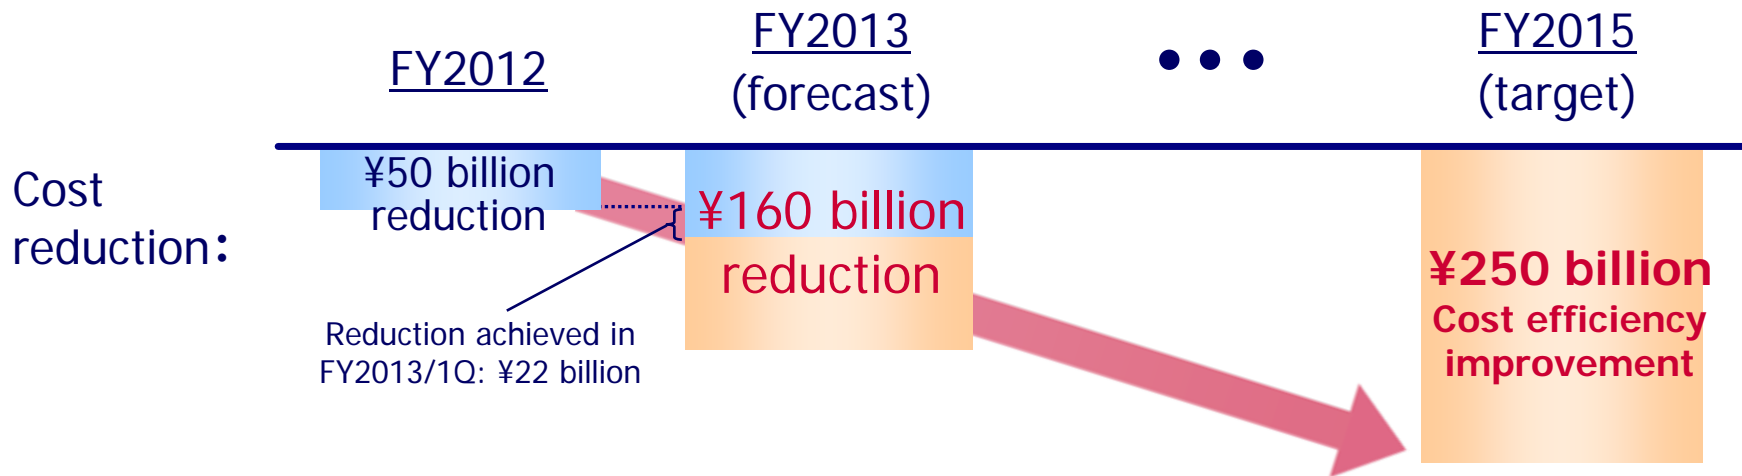 FY2012
FY2013
(forecast)
• • •
FY2015
(target)
Cost
reduction:
¥50 billion
reduction
¥160 billion
reduction
¥250 billion
Cost efficiency
improvement
Reduction achieved in
FY2013/1Q: ¥22 billion